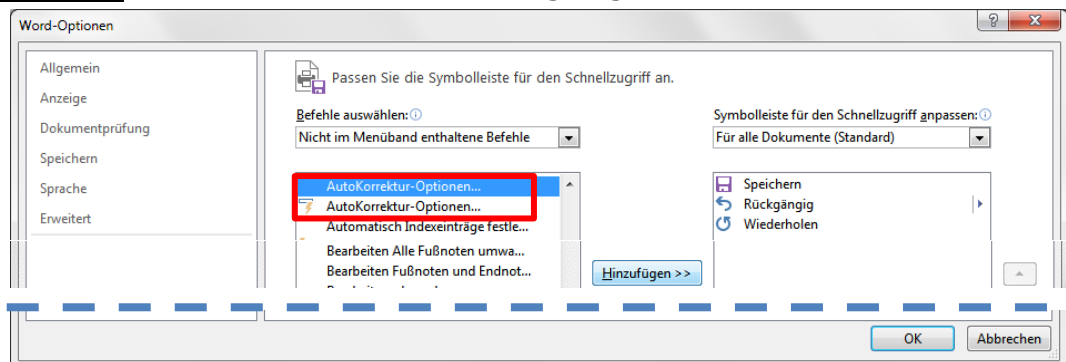 Word-Optionen
Allgemein
Anzeige
Dokumentprüfung
Speichern
Sprache
Erweitert
Passen Sie die Symbolleiste für den Schnellzugriff an.
Befehle auswählen:
Nicht im Menüband enthaltene Befehle
AutoKorrektur-Optionen...
AutoKorrektur-Optionen...
Automatisch Indexeinträge festle...
Bearbeiten Alle Fußnoten umwa...
Bearbeiten Fußnoten und Endnot...
Hinzufügen >>
Symbolleiste für den Schnellzugriff anpassen:
Für alle Dokumente (Standard)
Speichern
Rückgängig
Wiederholen
OK
Abbrechen